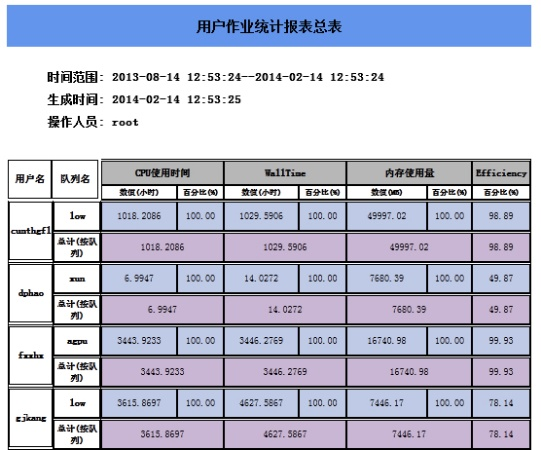 用户作业统计报表总表
时间范围: 2013-08-14 12:53:24--2014-02-14 12:53:24
生成时间: 2014-02-14 12:53:25
操作人员: root
用户名 队列名 CPU使用时间 WallTime 内存使用量 Efficiency
数值(小时) 百分比(%) 数值(小时) 百分比(%) 数值(MB) 百分比(%) 百分比(%)
low 1018.2086 100.00 1029.5906 100.00 49997.02 100.00 98.89
总计(按队列) 1018.2086 1029.5906 49997.02 98.89
dphao xun 6.9947 100.00 14.0272 100.00 7680.39 100.00 49.87
总计(按队列) 6.9947 14.0272 7680.39 49.87
agpu 3443.9233 100.00 3446.2769 100.00 16740.98 100.00 99.93
总计(按队列) 3443.9233 3446.2769 16740.98 99.93
gjkang low 3615.8697 100.00 4627.5867 100.00 7446.17 100.00 78.14
总计(按队列) 3615.8697 4627.5867 7446.17 78.14